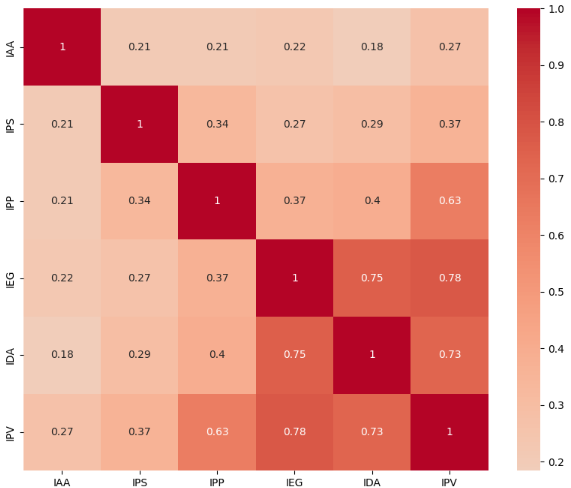 IAA 1 0.21 0.21 0.22 0.18 0.27
IPS 0.21 1 0.34 0.27 0.29 0.37
IPP 0.21 0.34 1 0.37 0.4 0.63
IEG 0.22 0.27 0.37 1 0.75 0.78
IDA 0.18 0.29 0.4 0.75 1 0.73
IPV 0.27 0.37 0.63 0.78 0.73 1
IAA IPS IPP IEG IDA IPV
1.0
0.9
0.8
0.7
0.6
0.5
0.4
0.3
0.2